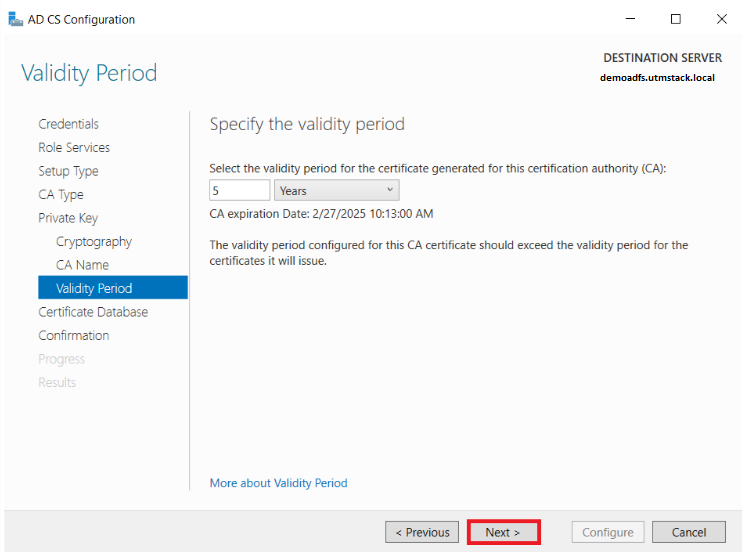 AD CS Configuration
Validity Period
DESTINATION SERVER
demoadfs.utmstack.local
Credentials
Role Services
Setup Type
CA Type
Private Key
Cryptography
CA Name
Validity Period
Certificate Database
Confirmation
Progress
Results
Specify the validity period
Select the validity period for the certificate generated for this certification authority (CA):
5 Years
CA expiration Date: 2/27/2025 10:13:00 AM
The validity period configured for this CA certificate should exceed the validity period for the
certificates it will issue.
More about Validity Period
< Previous Next > Configure Cancel